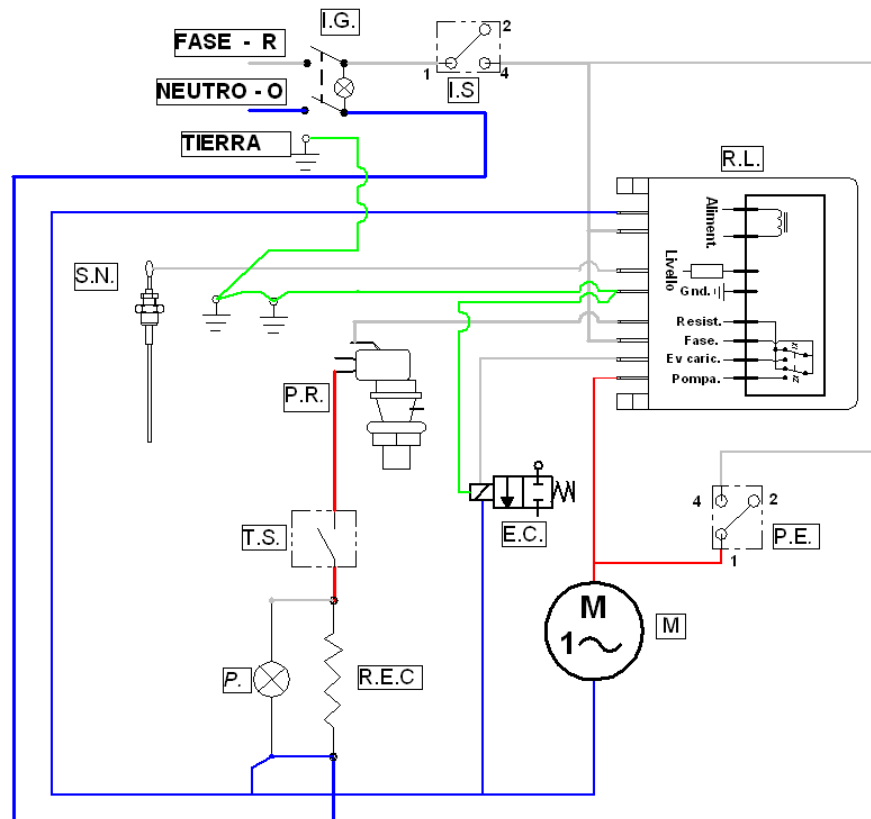 I.G.
FASE - R
2
1
4
I.S
NEUTRO - O
TIERRA
R.L.
Aliment.
S.N.
Livello
Gnd.
Resist.
Fase.
Ev caric.
Pompa.
P.R.
4
2
T.S.
E.C.
P.E.
1
M
1
M
P.
R.E.C